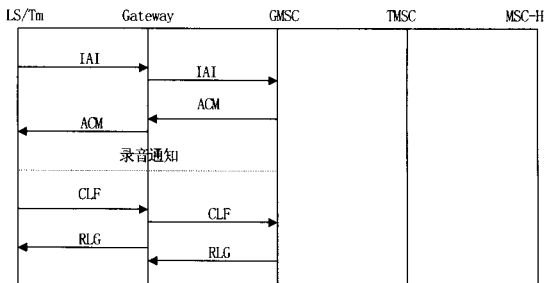 LS/Tm Gateway GMSC TMSC MSC-H
IAI
IAI
ACM
ACM
录音通知
CLF
CLF
RLG
RLG